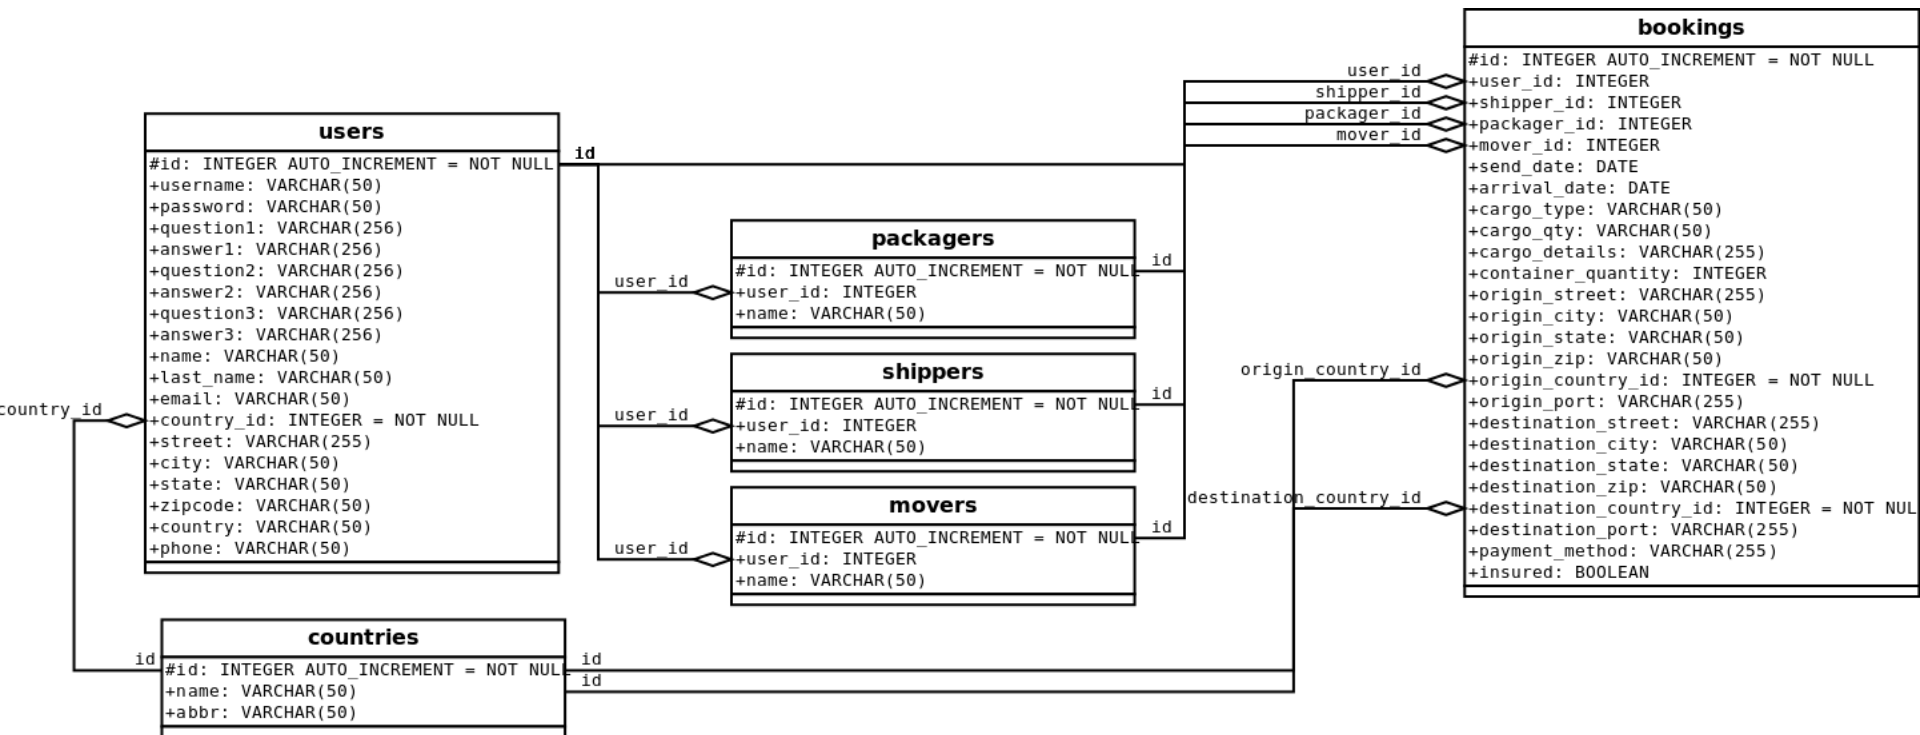 bookings
#id: INTEGER AUTO_INCREMENT = NOT NULL
+user_id: INTEGER
+shipper_id: INTEGER
+packager_id: INTEGER
+mover_id: INTEGER
+send_date: DATE
+arrival_date: DATE
+cargo_type: VARCHAR(50)
+cargo_qty: VARCHAR(50)
+cargo_details: VARCHAR(255)
+container_quantity: INTEGER
+origin_street: VARCHAR(255)
+origin_city: VARCHAR(50)
+origin_state: VARCHAR(50)
+origin_zip: VARCHAR(50)
+origin_country_id: INTEGER = NOT NULL
+origin_port: VARCHAR(255)
+destination_street: VARCHAR(255)
+destination_city: VARCHAR(50)
+destination_state: VARCHAR(50)
+destination_zip: VARCHAR(50)
+destination_country_id: INTEGER = NOT NUL
+destination_port: VARCHAR(255)
+payment_method: VARCHAR(255)
+insured: BOOLEAN
user_id
shipper_id
packager_id
mover_id
origin_country_id
destination_country_id
users
#id: INTEGER AUTO_INCREMENT = NOT NULL
+username: VARCHAR(50)
+password: VARCHAR(50)
+question1: VARCHAR(256)
+answer1: VARCHAR(256)
+question2: VARCHAR(256)
+answer2: VARCHAR(256)
+question3: VARCHAR(256)
+answer3: VARCHAR(256)
+name: VARCHAR(50)
+last_name: VARCHAR(50)
+email: VARCHAR(50)
+country_id: INTEGER = NOT NULL
+street: VARCHAR(255)
+city: VARCHAR(50)
+state: VARCHAR(50)
+zipcode: VARCHAR(50)
+country: VARCHAR(50)
+phone: VARCHAR(50)
id
country_id
packagers
#id: INTEGER AUTO_INCREMENT = NOT NULL
+user_id: INTEGER
+name: VARCHAR(50)
user_id
id
shippers
#id: INTEGER AUTO_INCREMENT = NOT NULL
+user_id: INTEGER
+name: VARCHAR(50)
user_id
id
movers
#id: INTEGER AUTO_INCREMENT = NOT NULL
+user_id: INTEGER
+name: VARCHAR(50)
user_id
id
countries
#id: INTEGER AUTO_INCREMENT = NOT NULL
+name: VARCHAR(50)
+abbr: VARCHAR(50)
id
id
id